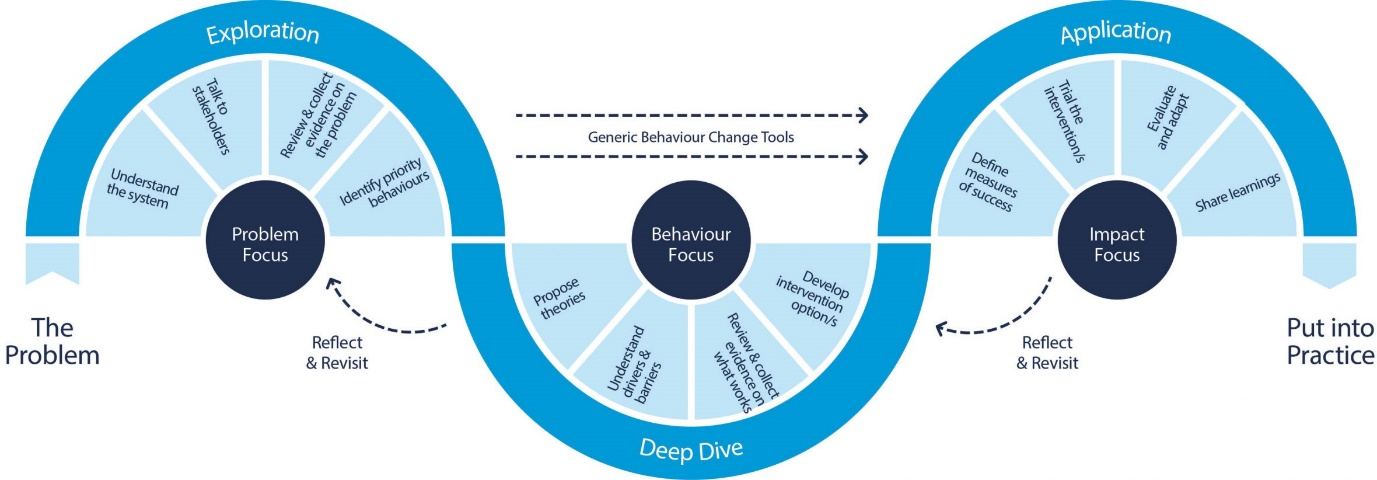 Exploration
Understand
the system
Talk to
stakeholders
Review & collect
evidence on
the problem
Identify priority
behaviours
Problem
Focus
The
Problem
Reflect
& Revisit
Generic Behaviour Change Tools
Behaviour
Focus
Propose
theories
Understand
drivers &
barriers
Review & collect
evidence on
what works
Develop
intervention
option/s
Deep Dive
Application
Define
measures
of success
Trial the
intervention/s
Evaluate
and adapt
Share learnings
Impact
Focus
Reflect
& Revisit
Put into
Practice